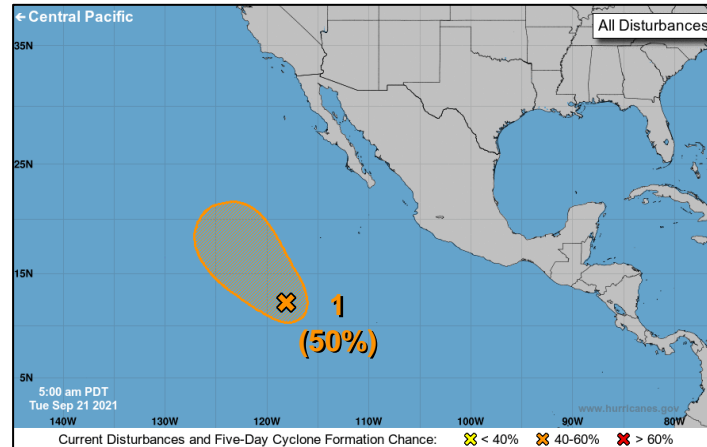 ← Central Pacific
All Disturbances
35N
25N
15N
5N
1
(50%)
5:00 am PDT
Tue Sep 21 2021
www.hurricanes.gov
140W 130W 120W 110W 100W 90W 80W
Current Disturbances and Five-Day Cyclone Formation Chance: < 40% 40-60% > 60%